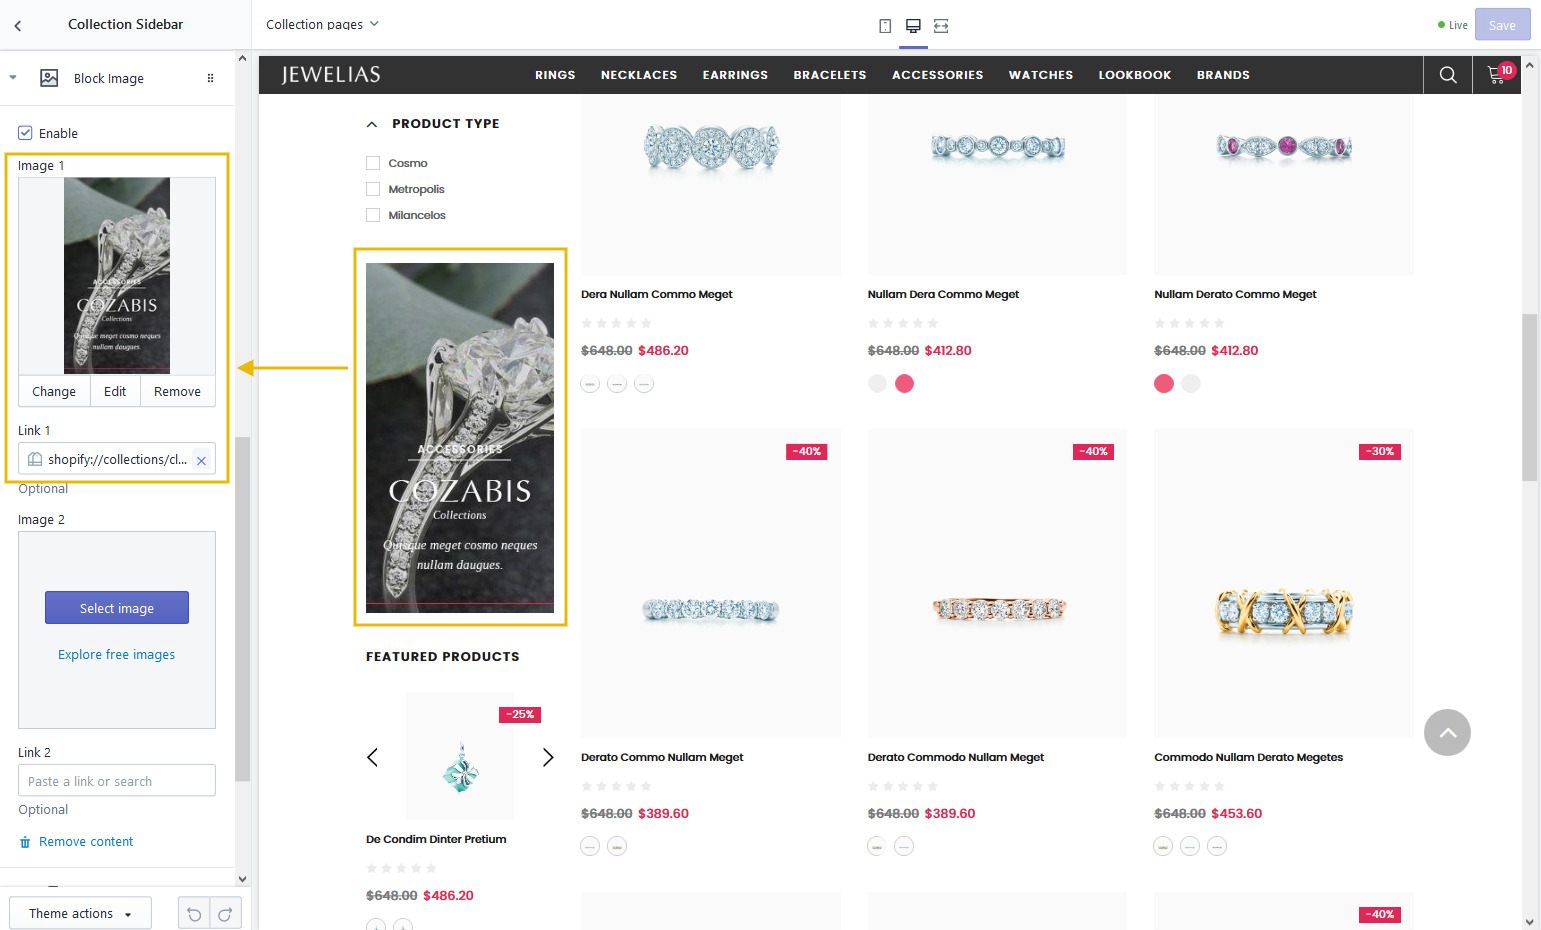 Collection Sidebar
Collection pages
Live
Save
Block Image
Enable
Image 1
ACCESSORIES
COZABIS
Collections
Quisque meget cosmo neques
nullam daugues.
Change Edit Remove
Link 1
shopify://collections/cl...
Optional
Image 2
Select image
Explore free images
Link 2
Paste a link or search
Optional
Remove content
Theme actions
JEWELIAS
RINGS NECKLACES EARRINGS BRACELETS ACCESSORIES WATCHES LOOKBOOK BRANDS
10
PRODUCT TYPE
Cosmo
Metropolis
Milancelos
ACCESSORIES
COZABIS
Collections
Quisque meget cosmo neques
nullam daugues.
FEATURED PRODUCTS
-25%
De Condim Dinter Pretium
$648.00 $486.20
Dera Nullam Commo Meget
$648.00 $486.20
Nullam Dera Commo Meget
$648.00 $412.80
Nullam Derato Commo Meget
$648.00 $412.80
-40%
Derato Commo Nullam Meget
$648.00 $389.60
-40%
Derato Commodo Nullam Meget
$648.00 $389.60
-30%
Commodo Nullam Derato Megetes
$648.00 $453.60
-40%